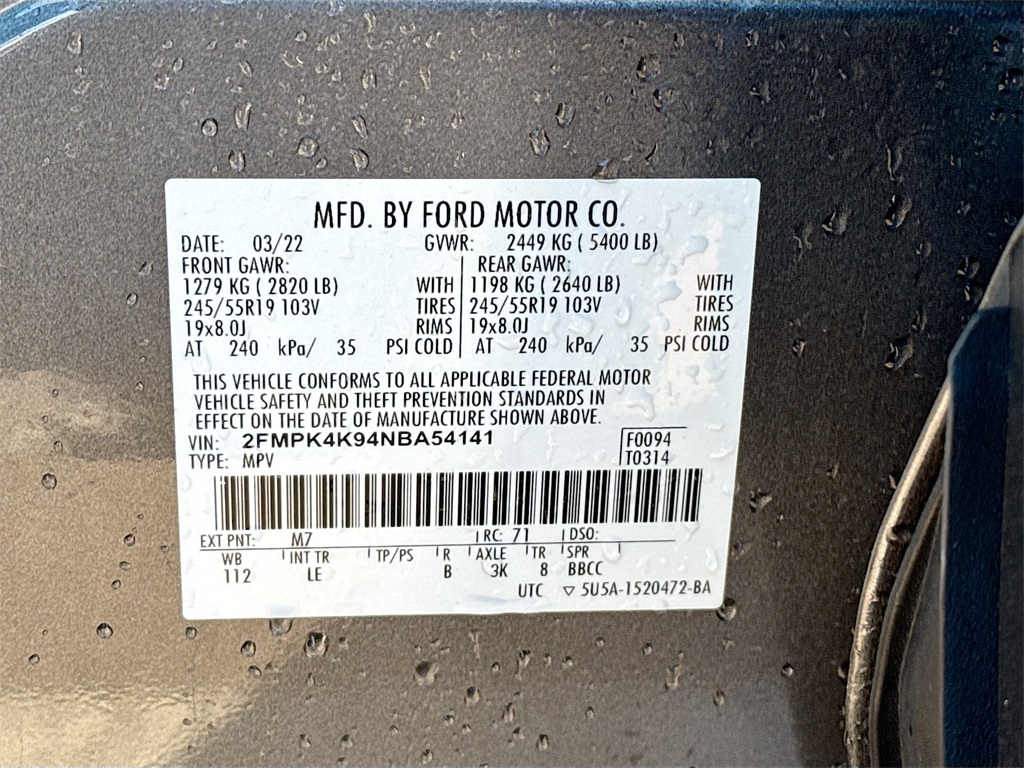 MFD. BY FORD MOTOR CO.
DATE: 03/22 GVWR: 2449 KG ( 5400 LB)
FRONT GAWR: REAR GAWR:
1279 KG ( 2820 LB) WITH 1198 KG ( 2640 LB) WITH
245/55R19 103V TIRES 245/55R19 103V TIRES
19x8.0J RIMS 19x8.0J RIMS
AT 240 kPa/ 35 PSI COLD AT 240 kPa/ 35 PSI COLD
THIS VEHICLE CONFORMS TO ALL APPLICABLE FEDERAL MOTOR
VEHICLE SAFETY AND THEFT PREVENTION STANDARDS IN
EFFECT ON THE DATE OF MANUFACTURE SHOWN ABOVE.
VIN: 2FMPK4K94NBA54141 F0094
TYPE: MPV T0314
EXT PNT: M7 RC: 71 DSO:
WB INT TR TP/PS R AXLE TR SPR
112 LE B 3K 8 BBCC
UTC ▽ 5U5A-1520472-BA